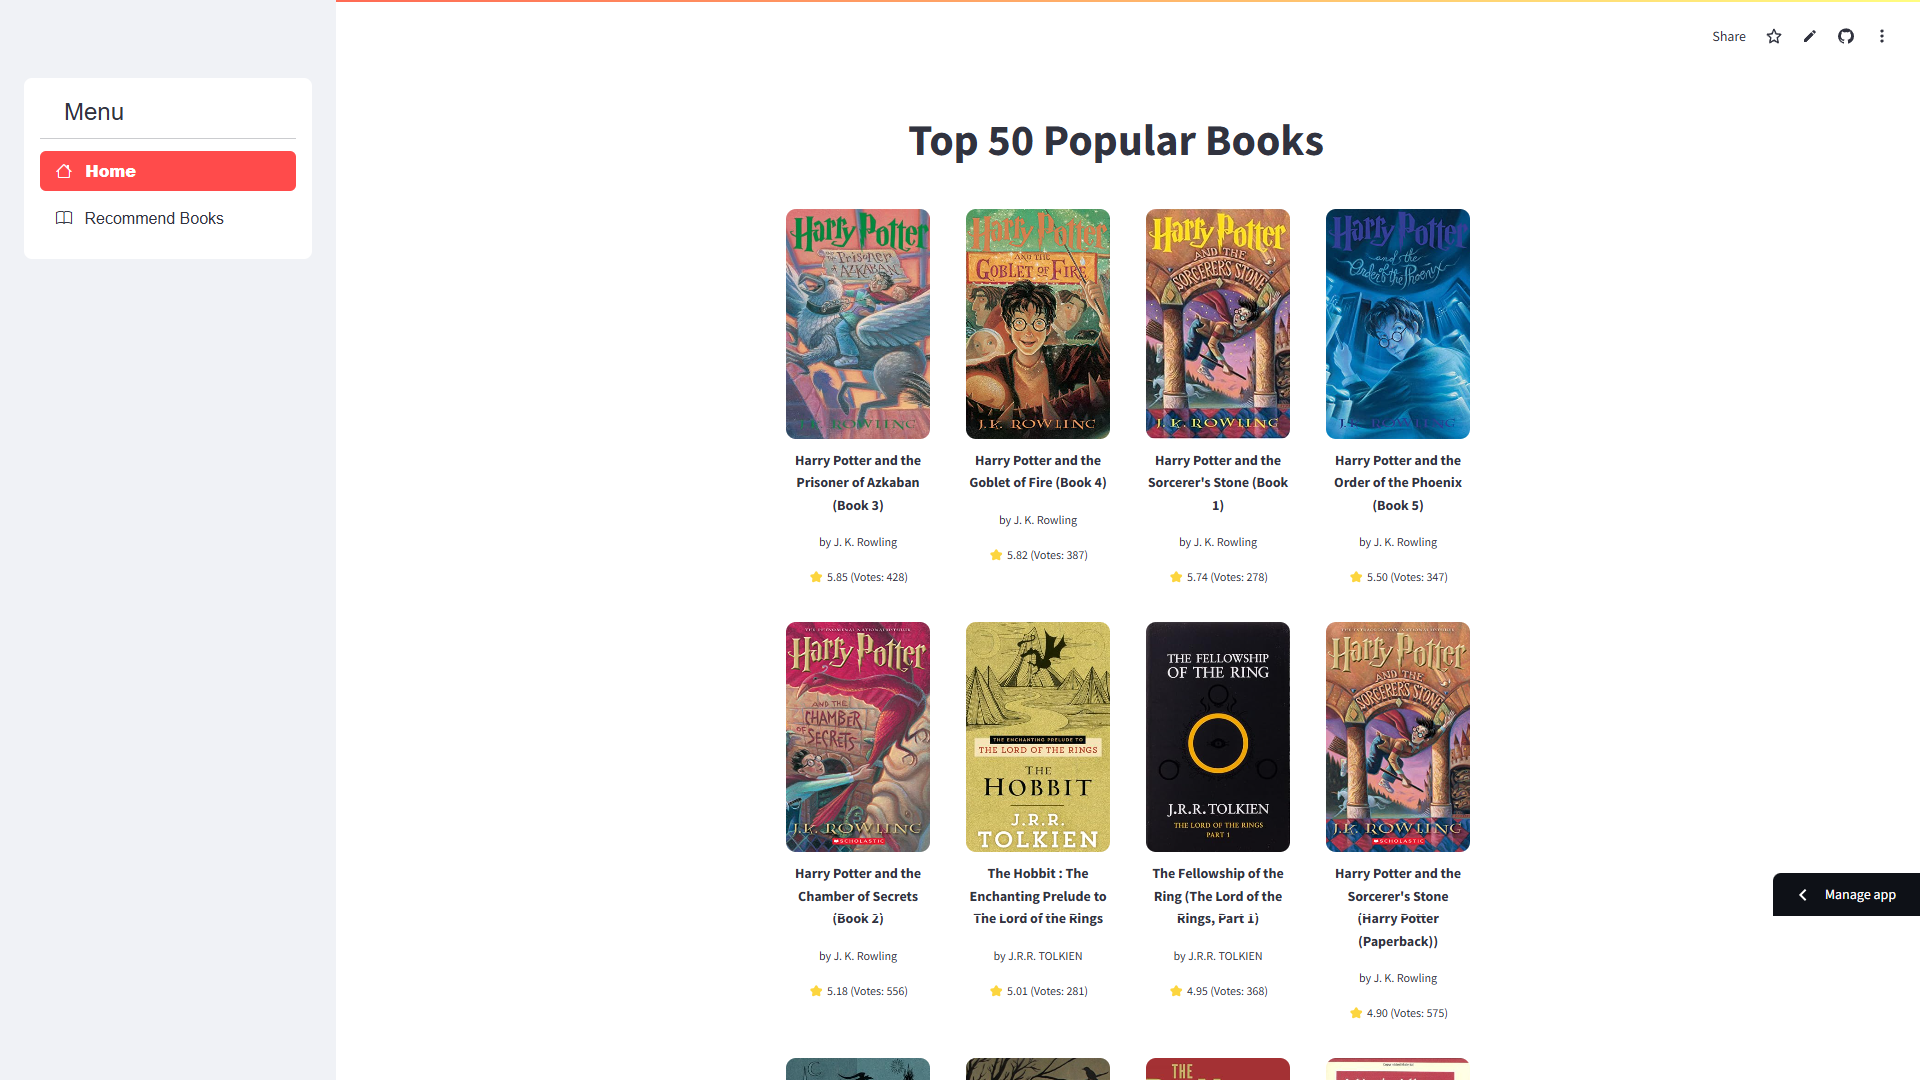 Share
Menu
Home
Recommend Books
Top 50 Popular Books
Harry Potter
The Prisoner
of AZKABAN
J.K. ROWLING
Harry Potter
AND THE
GOBLET OF FIRE
J.K. ROWLING
Harry Potter
AND THE
SORCERER'S STONE
J.K. ROWLING
Harry Potter
and the
Order of the Phoenix
J.K. ROWLING
Harry Potter and the
Prisoner of Azkaban
(Book 3)
by J. K. Rowling
5.85 (Votes: 428)
Harry Potter and the
Goblet of Fire (Book 4)
by J. K. Rowling
5.82 (Votes: 387)
Harry Potter and the
Sorcerer's Stone (Book
1)
by J. K. Rowling
5.74 (Votes: 278)
Harry Potter and the
Order of the Phoenix
(Book 5)
by J. K. Rowling
5.50 (Votes: 347)
Harry Potter
AND THE
CHAMBER
OF SECRETS
J.K. ROWLING
SCHOLASTIC
THE ENCHANTING PRELUDE TO
THE LORD OF THE RINGS
THE
HOBBIT
J.R.R.
TOLKIEN
THE FELLOWSHIP
OF THE RING
J.R.R. TOLKIEN
THE LORD OF THE RINGS
PART 1
Harry Potter
AND THE
SORCERER'S STONE
J.K. ROWLING
SCHOLASTIC
Harry Potter and the
Chamber of Secrets
(Book 2)
by J. K. Rowling
5.18 (Votes: 556)
The Hobbit : The
Enchanting Prelude to
The Lord of the Rings
by J.R.R. TOLKIEN
5.01 (Votes: 281)
The Fellowship of the
Ring (The Lord of the
Rings, Part 1)
by J.R.R. TOLKIEN
4.95 (Votes: 368)
Harry Potter and the
Sorcerer's Stone
(Harry Potter
(Paperback))
by J. K. Rowling
4.90 (Votes: 575)
Manage app
THE